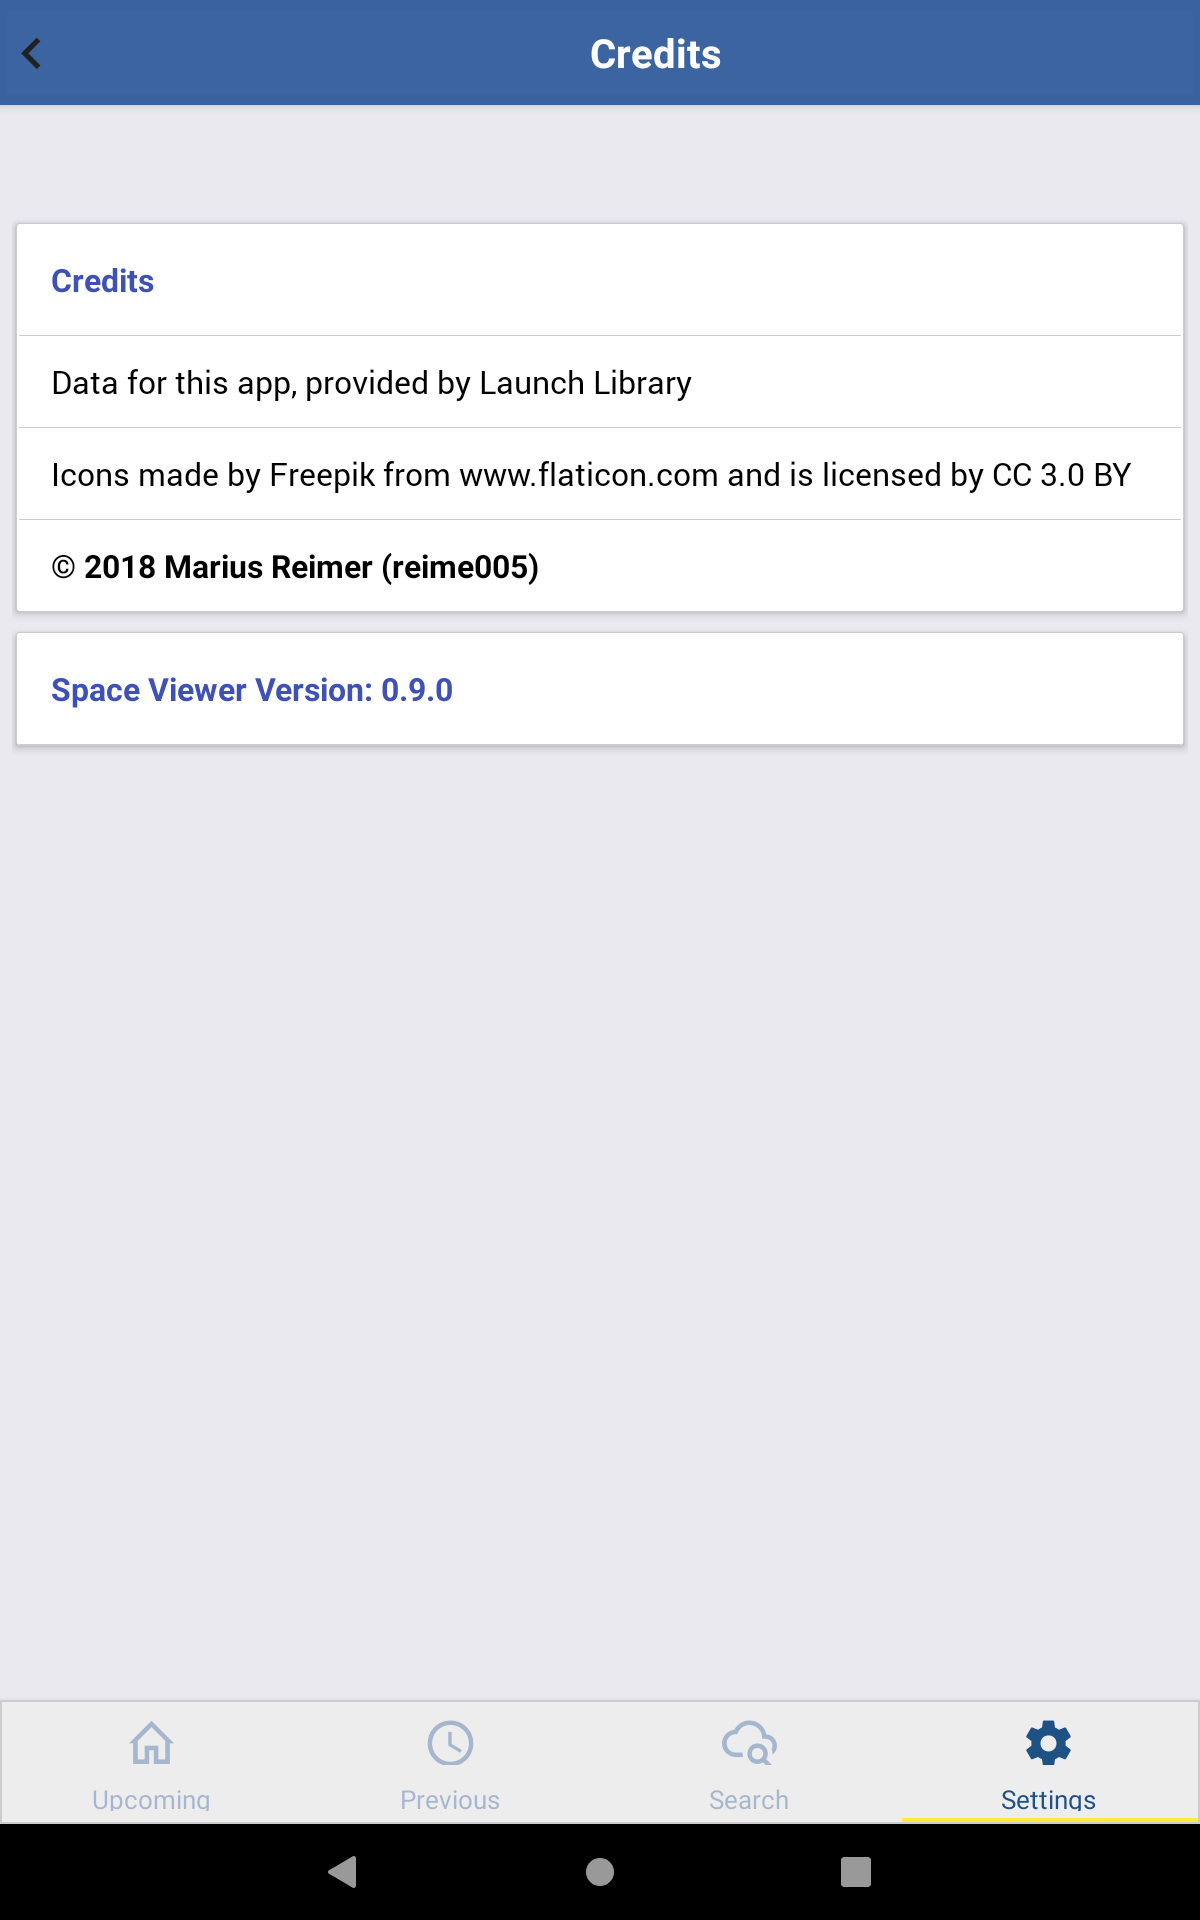 Credits
Credits
Data for this app, provided by Launch Library
Icons made by Freepik from www.flaticon.com and is licensed by CC 3.0 BY
© 2018 Marius Reimer (reime005)
Space Viewer Version: 0.9.0
Upcoming
Previous
Search
Settings